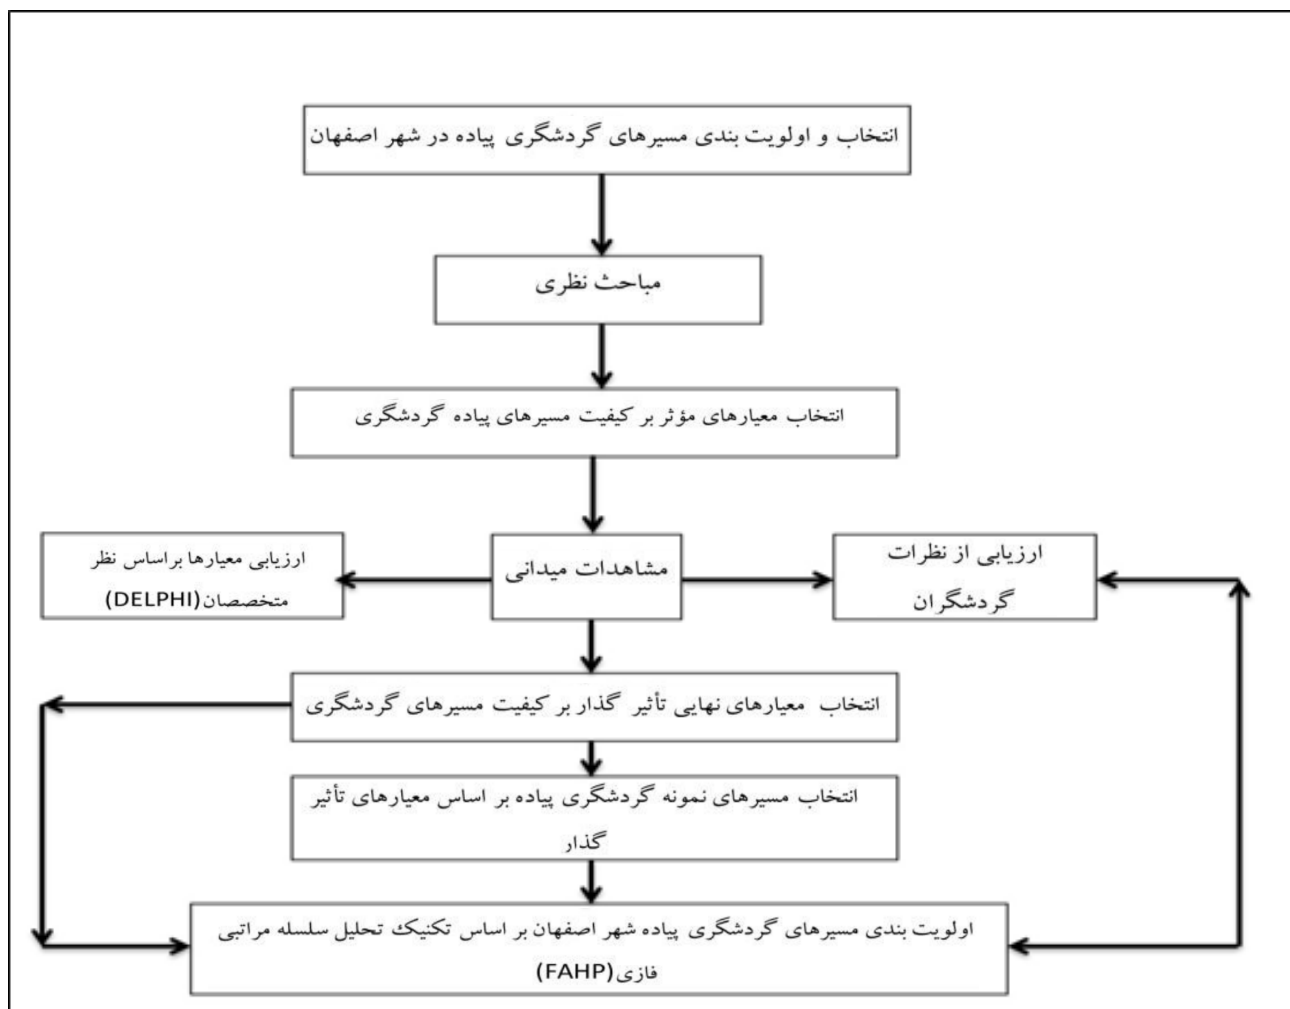 انتخاب و اولویت بندی مسیرهای گردشگری پیاده در شهر اصفهان
مباحث نظری
انتخاب معیارهای مؤثر بر کیفیت مسیرهای پیاده گردشگری
ارزیابی از نظرات
گردشگران
مشاهدات میدانی
ارزیابی معیارها براساس نظر
متخصصان(DELPHI)
انتخاب معیارهای نهایی تأثیر گذار بر کیفیت مسیرهای گردشگری
انتخاب مسیرهای نمونه گردشگری پیاده بر اساس معیارهای تأثیر
گذار
اولویت بندی مسیرهای گردشگری پیاده شهر اصفهان بر اساس تکنیک تحلیل سلسله مراتبی
فازی(FAHP)